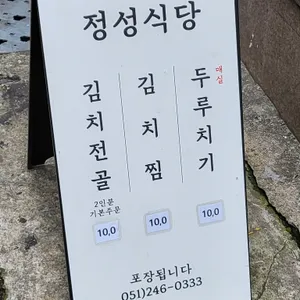 정성식당
김치전골
2인분
기본주문
10,0
김치찜
10,0
매실
두루치기
10,0
포장됩니다
051)246-0333